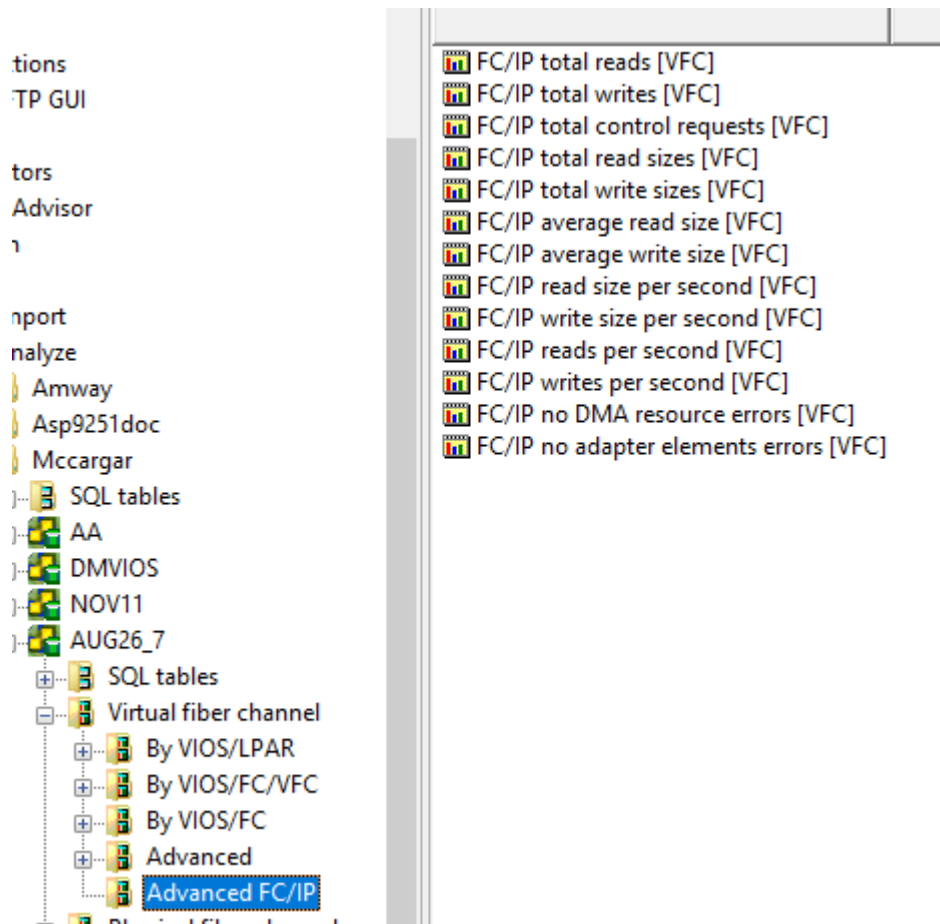 tions
TP GUI
tors
Advisor
n
nport
nalyze
Amway
Asp9251doc
Mccargar
SQL tables
AA
DMVIOS
NOV11
AUG26_7
SQL tables
Virtual fiber channel
By VIOS/LPAR
By VIOS/FC/VFC
By VIOS/FC
Advanced
Advanced FC/IP
FC/IP total reads [VFC]
FC/IP total writes [VFC]
FC/IP total control requests [VFC]
FC/IP total read sizes [VFC]
FC/IP total write sizes [VFC]
FC/IP average read size [VFC]
FC/IP average write size [VFC]
FC/IP read size per second [VFC]
FC/IP write size per second [VFC]
FC/IP reads per second [VFC]
FC/IP writes per second [VFC]
FC/IP no DMA resource errors [VFC]
FC/IP no adapter elements errors [VFC]